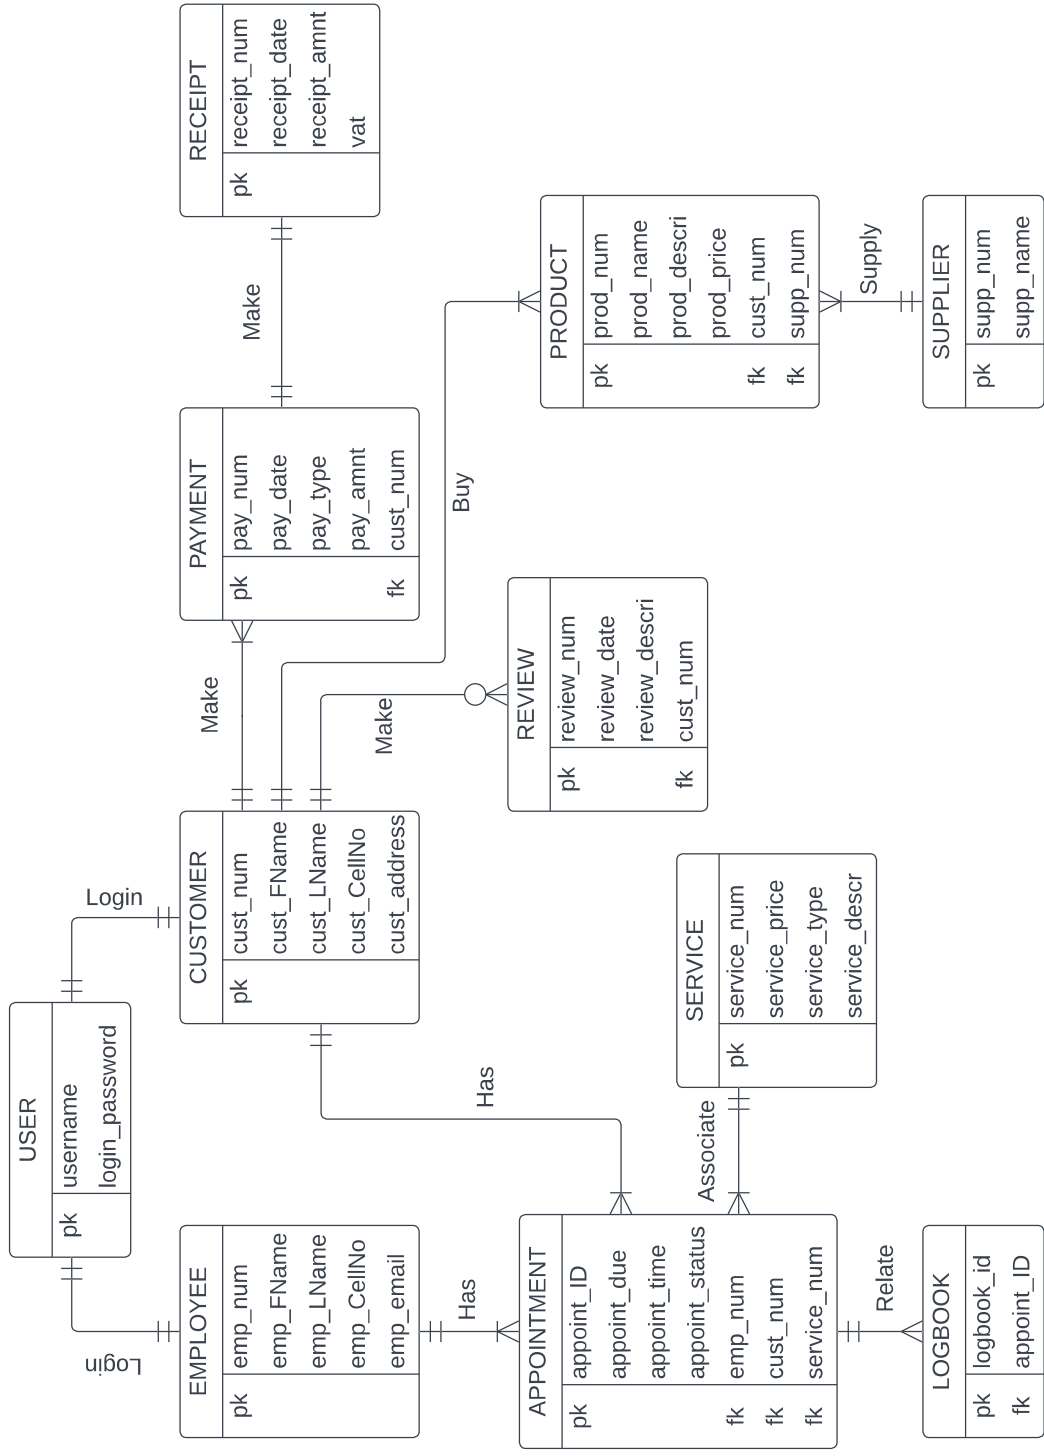 USER
pk username
login_password
Login
Login
EMPLOYEE
pk emp_num
emp_FName
emp_LName
emp_CellNo
emp_email
CUSTOMER
pk cust_num
cust_FName
cust_LName
cust_CellNo
cust_address
Make
PAYMENT
pk pay_num
pay_date
pay_type
pay_amnt
fk cust_num
Make
RECEIPT
pk receipt_num
receipt_date
receipt_amnt
vat
Has
Has
Make
Buy
APPOINTMENT
pk appoint_ID
appoint_due
appoint_time
appoint_status
fk emp_num
fk cust_num
fk service_num
Associate
SERVICE
pk service_num
service_price
service_type
service_descr
REVIEW
pk review_num
review_date
review_descri
fk cust_num
PRODUCT
pk prod_num
prod_name
prod_descri
prod_price
fk cust_num
fk supp_num
Relate
Supply
LOGBOOK
pk logbook_id
fk appoint_ID
SUPPLIER
pk supp_num
supp_name